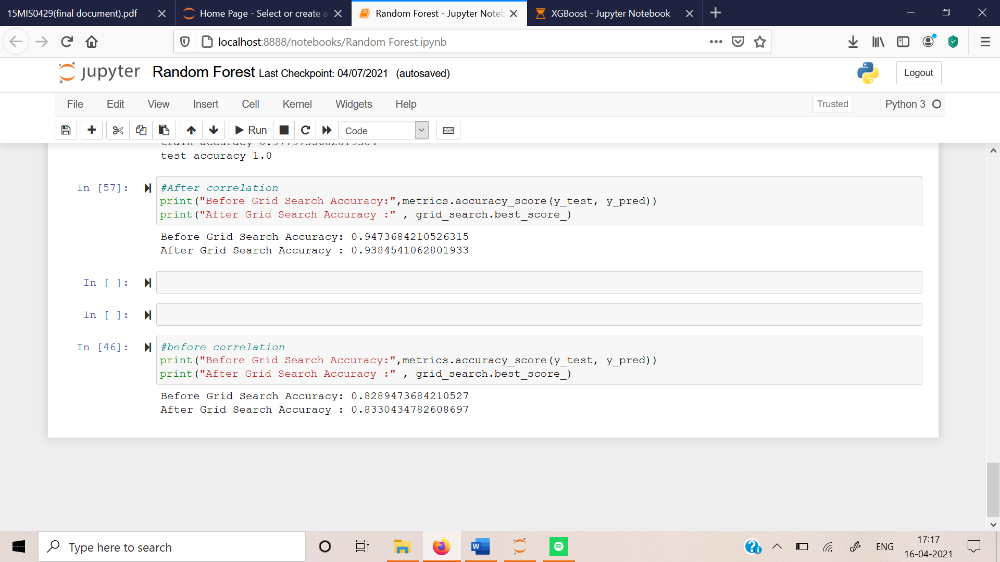 15MIS0429(final document).pdf
Home Page - Select or create a
Random Forest - Jupyter Noteb
XGBoost - Jupyter Notebook
localhost:8888/notebooks/Random Forest.ipynb
jupyter Random Forest Last Checkpoint: 04/07/2021 (autosaved)
Logout
File Edit View Insert Cell Kernel Widgets Help
Trusted
Python 3
Run
Code
test accuracy 1.0
In [57]:
#After correlation
print("Before Grid Search Accuracy:",metrics.accuracy_score(y_test, y_pred))
print("After Grid Search Accuracy :" , grid_search.best_score_)
Before Grid Search Accuracy: 0.9473684210526315
After Grid Search Accuracy : 0.9384541062801933
In [ ]:
In [ ]:
In [46]:
#before correlation
print("Before Grid Search Accuracy:",metrics.accuracy_score(y_test, y_pred))
print("After Grid Search Accuracy :" , grid_search.best_score_)
Before Grid Search Accuracy: 0.8289473684210527
After Grid Search Accuracy : 0.8330434782608697
Type here to search
W
ENG
17:17
16-04-2021